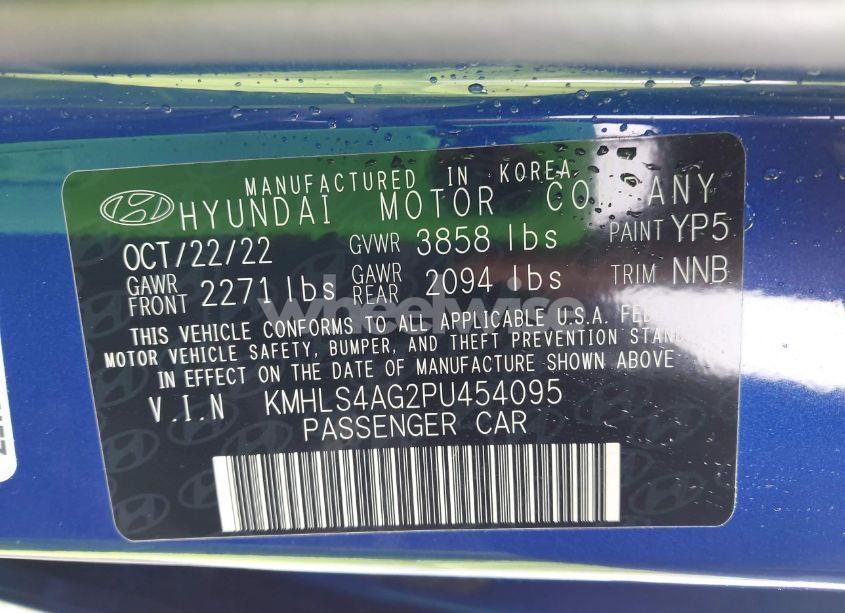 MANUFACTURED IN KOREA
HYUNDAI MOTOR COMPANY
OCT/22/22 GVWR 3858 lbs PAINT YP5
GAWR FRONT 2271 lbs GAWR REAR 2094 lbs TRIM NNB
wheelwise
THIS VEHICLE CONFORMS TO ALL APPLICABLE U.S.A.
MOTOR VEHICLE SAFETY, BUMPER, AND THEFT PREVENTION
IN EFFECT ON THE DATE OF MANUFACTURE SHOWN ABOVE
V.I.N KMHLS4AG2PU454095
PASSENGER CAR